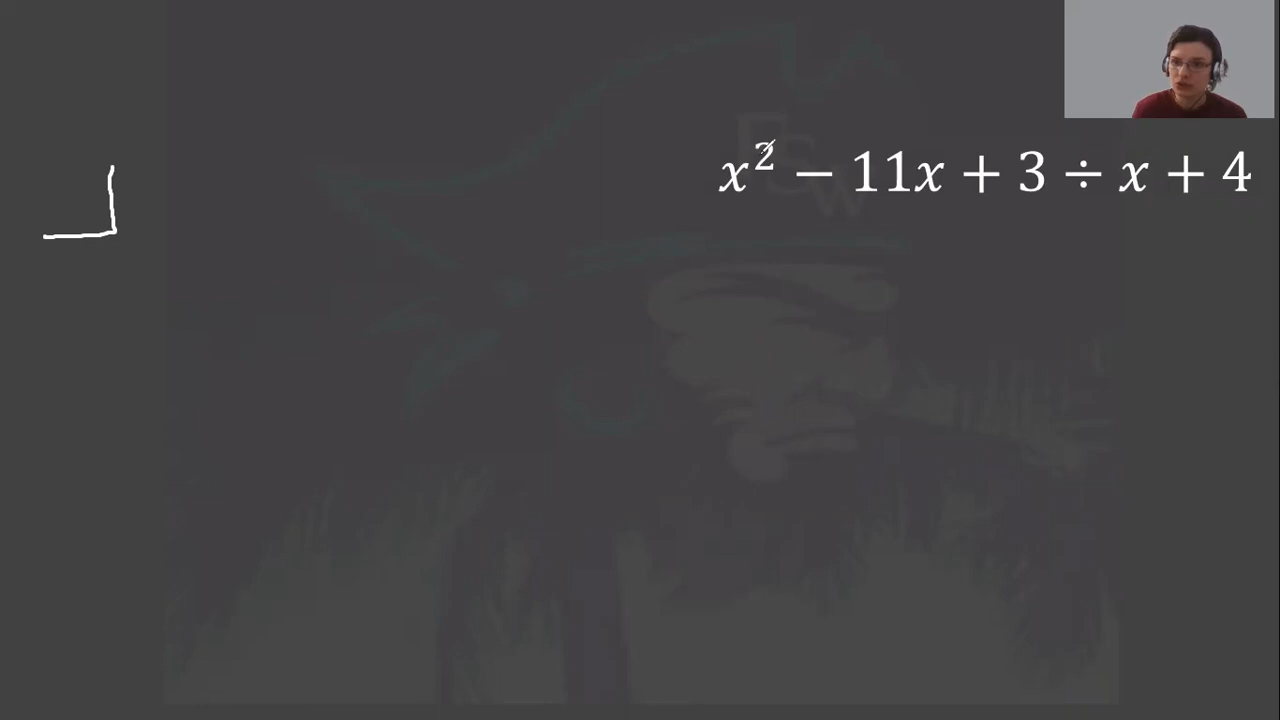 x² − 11x + 3 ÷ x + 4